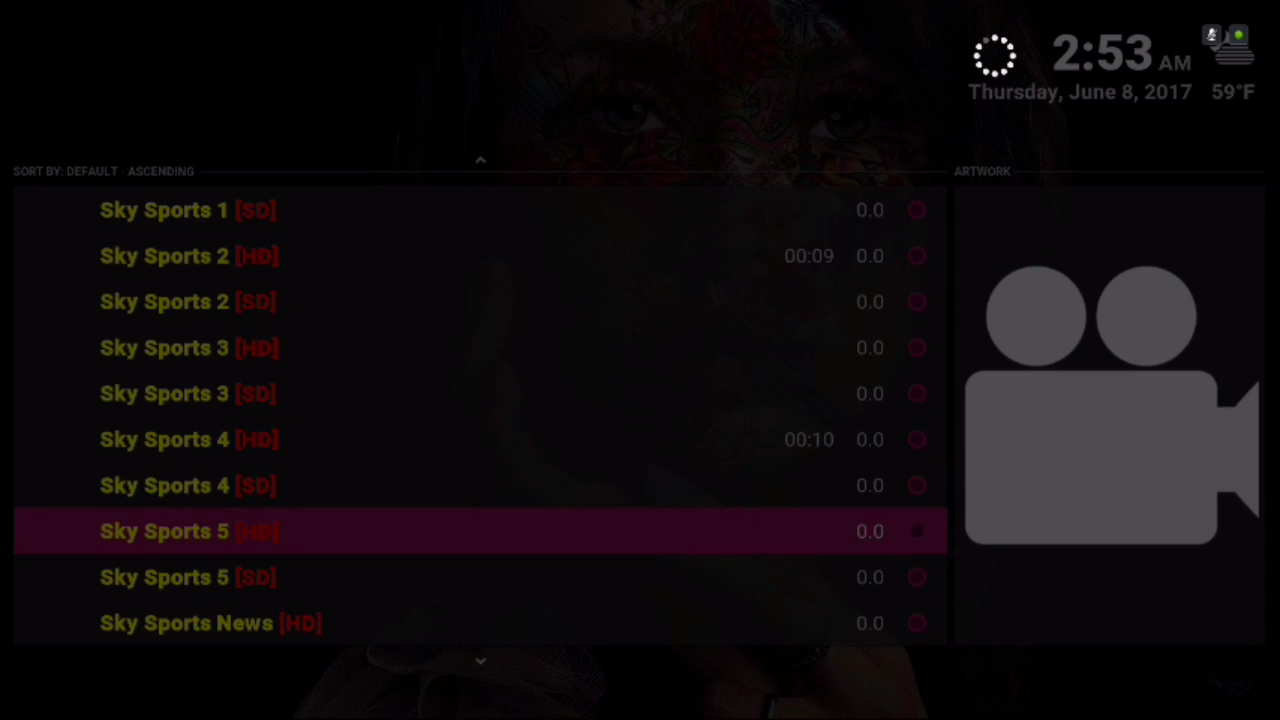 2:53 AM
Thursday, June 8, 2017 59°F
SORT BY: DEFAULT · ASCENDING
ARTWORK
Sky Sports 1 [SD] 0.0
Sky Sports 2 [HD] 00:09 0.0
Sky Sports 2 [SD] 0.0
Sky Sports 3 [HD] 0.0
Sky Sports 3 [SD] 0.0
Sky Sports 4 [HD] 00:10 0.0
Sky Sports 4 [SD] 0.0
Sky Sports 5 [HD] 0.0
Sky Sports 5 [SD] 0.0
Sky Sports News [HD] 0.0